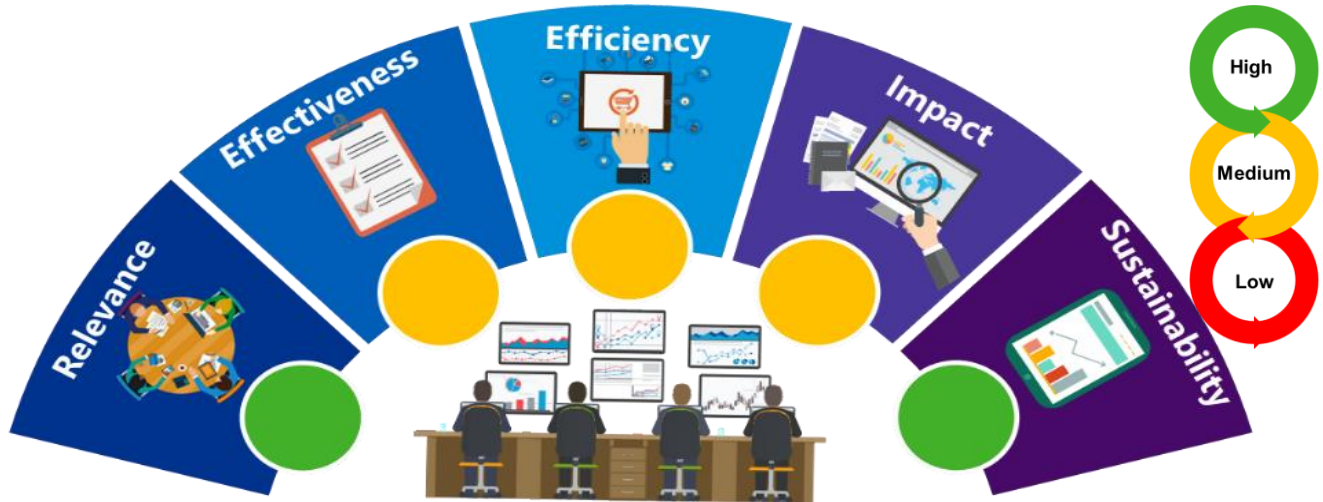 Relevance
Effectiveness
Efficiency
Impact
Sustainability
High
Medium
Low